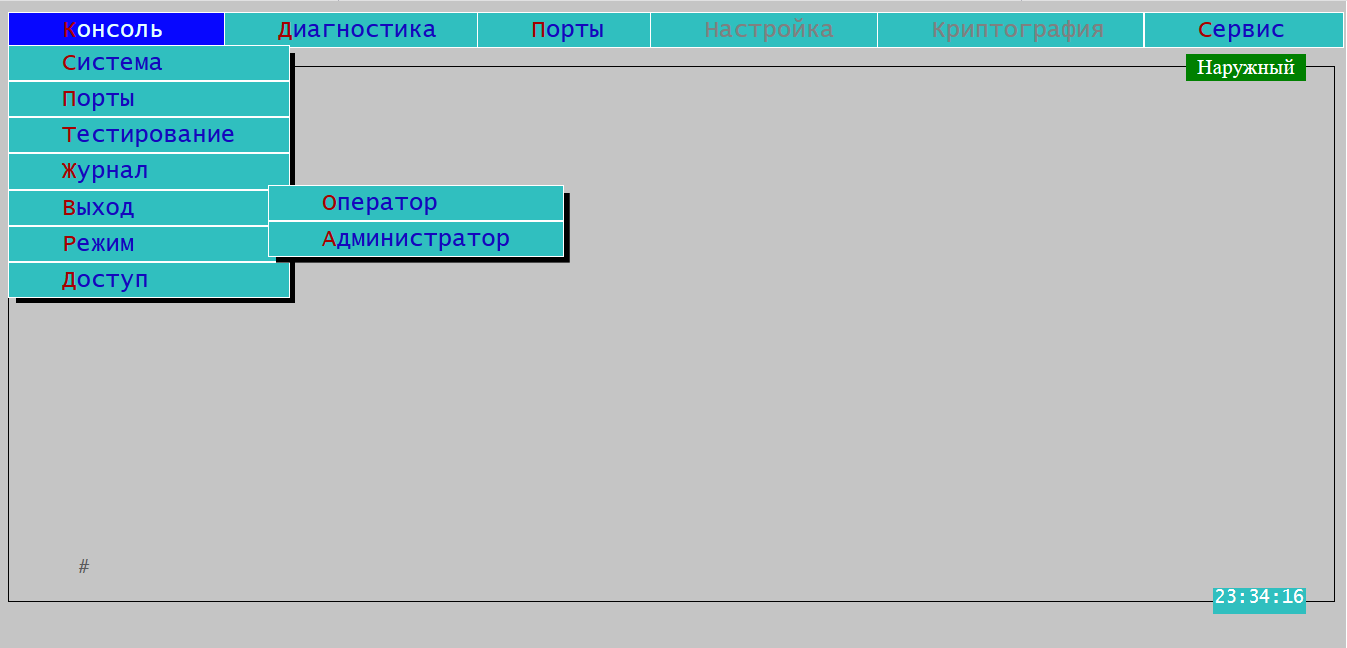 Консоль Диагностика Порты Настройка Криптография Сервис
Система
Наружный
Порты
Тестирование
Журнал
Выход
Оператор
Режим
Администратор
Доступ
#
23:34:16